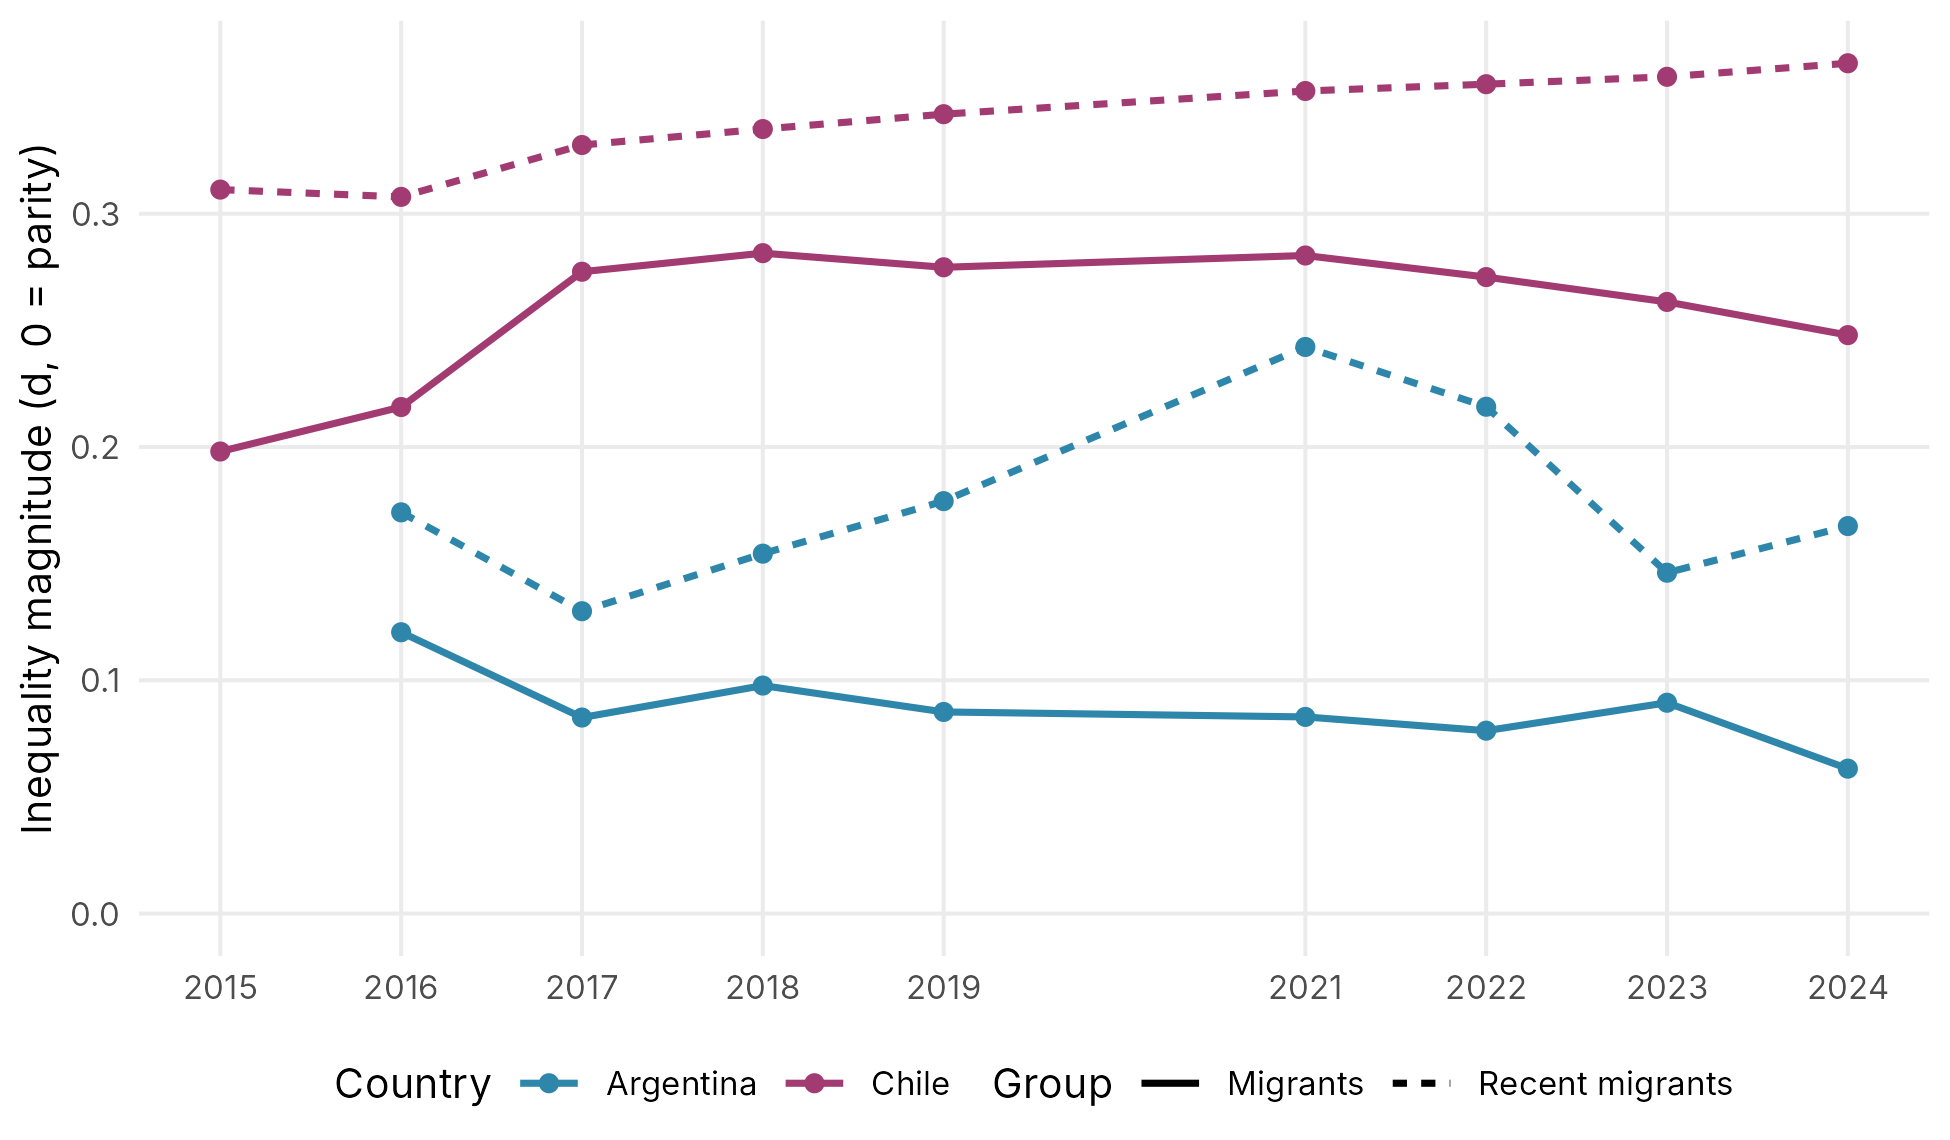 Inequality magnitude (d, 0 = parity)
0.3
0.2
0.1
0.0
2015 2016 2017 2018 2019 2021 2022 2023 2024
Country Argentina Chile Group Migrants Recent migrants